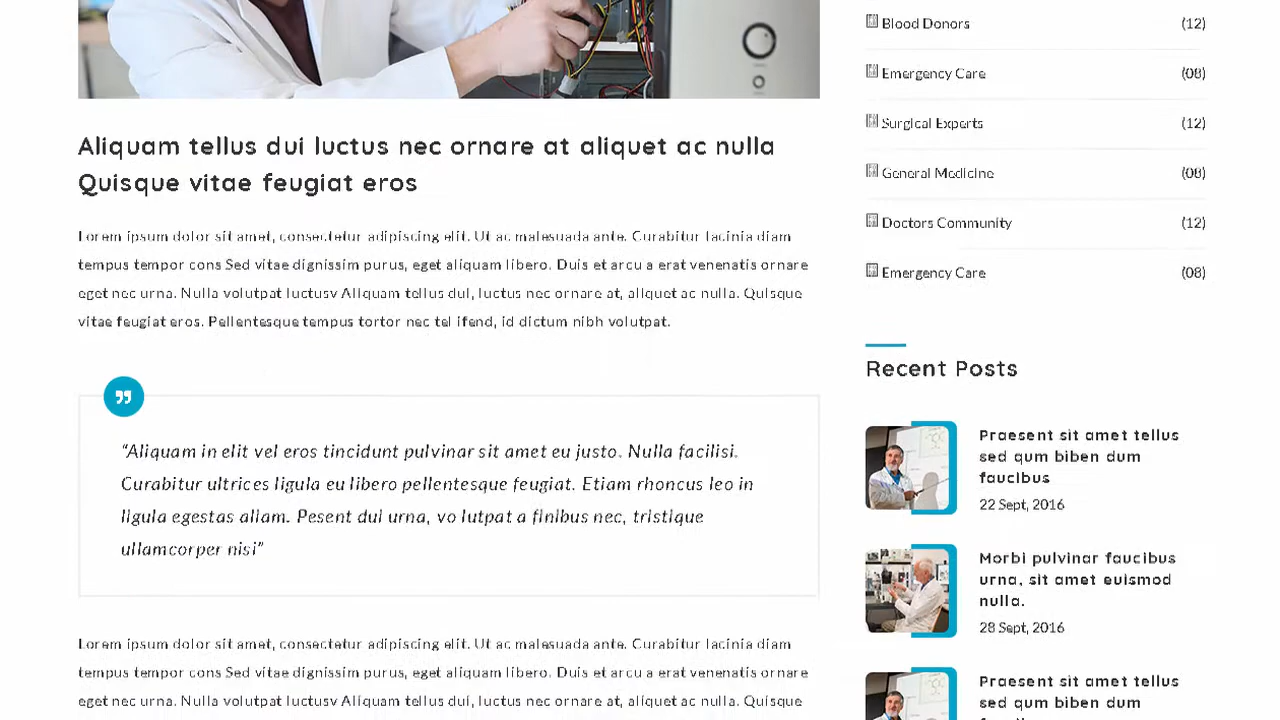 Aliquam tellus dui luctus nec ornare at aliquet ac nulla
Quisque vitae feugiat eros
Lorem ipsum dolor sit amet, consectetur adipiscing elit. Ut ac malesuada ante. Curabitur lacinia diam
tempus tempor cons Sed vitae dignissim purus, eget aliquam libero. Duis et arcu a erat venenatis ornare
eget nec urna. Nulla volutpat luctusv Aliquam tellus dui, luctus nec ornare at, aliquet ac nulla. Quisque
vitae feugiat eros. Pellentesque tempus tortor nec tel ifend, id dictum nibh volutpat.
“Aliquam in elit vel eros tincidunt pulvinar sit amet eu justo. Nulla facilisi.
Curabitur ultrices ligula eu libero pellentesque feugiat. Etiam rhoncus leo in
ligula egestas aliam. Pesent dui urna, vo lutpat a finibus nec, tristique
ullamcorper nisi”
Lorem ipsum dolor sit amet, consectetur adipiscing elit. Ut ac malesuada ante. Curabitur lacinia diam
tempus tempor cons Sed vitae dignissim purus, eget aliquam libero. Duis et arcu a erat venenatis ornare
eget nec urna. Nulla volutpat luctusv Aliquam tellus dui, luctus nec ornare at, aliquet ac nulla. Quisque
Blood Donors (12)
Emergency Care (08)
Surgical Experts (12)
General Medicine (08)
Doctors Community (12)
Emergency Care (08)
Recent Posts
Praesent sit amet tellus
sed qum biben dum
faucibus
22 Sept, 2016
Morbi pulvinar faucibus
urna, sit amet euismod
nulla.
28 Sept, 2016
Praesent sit amet tellus
sed qum biben dum